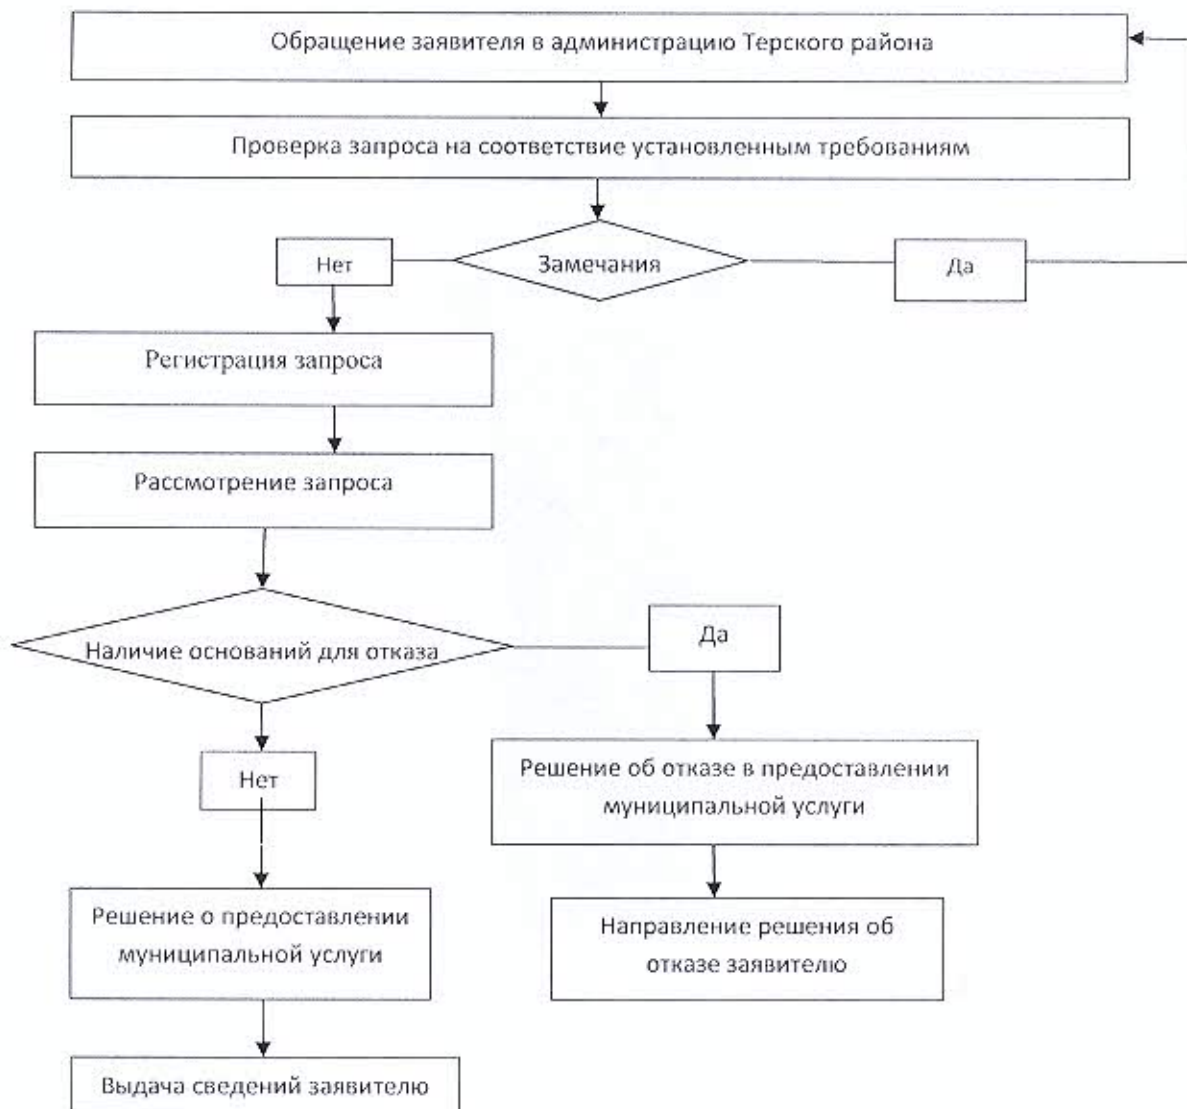 Обращение заявителя в администрацию Терского района
Проверка запроса на соответствие установленным требованиям
Нет
Замечания
Да
Регистрация запроса
Рассмотрение запроса
Наличие оснований для отказа
Да
Нет
Решение об отказе в предоставлении
муниципальной услуги
Решение о предоставлении
муниципальной услуги
Направление решения об
отказе заявителю
Выдача сведений заявителю